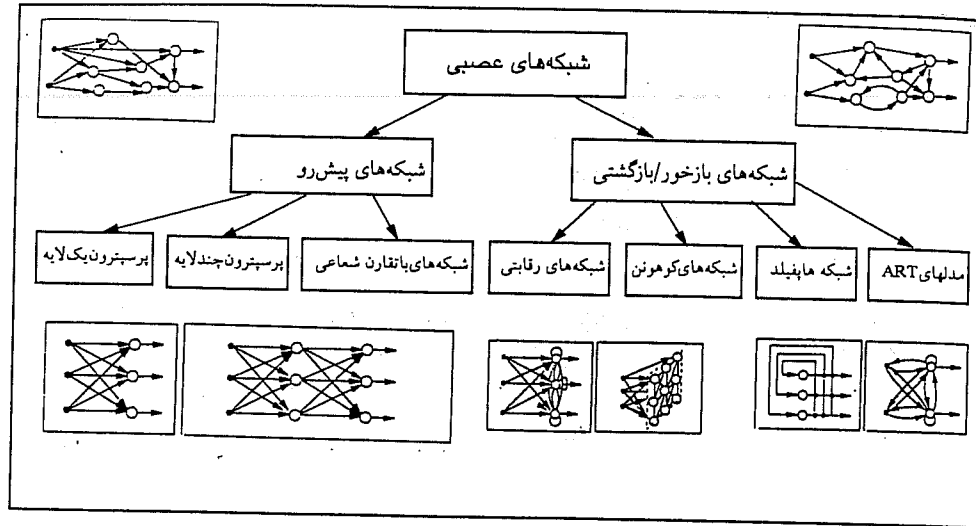 شبکه‌های عصبی
شبکه‌های بازخور/بازگشتی
شبکه‌های پیش‌رو
مدلهای ART
شبکه هاپفیلد
شبکه‌های کوهونن
شبکه‌های رقابتی
شبکه‌های باتقارن شعاعی
پرسپترون چندلایه
پرسپترون یک‌لایه